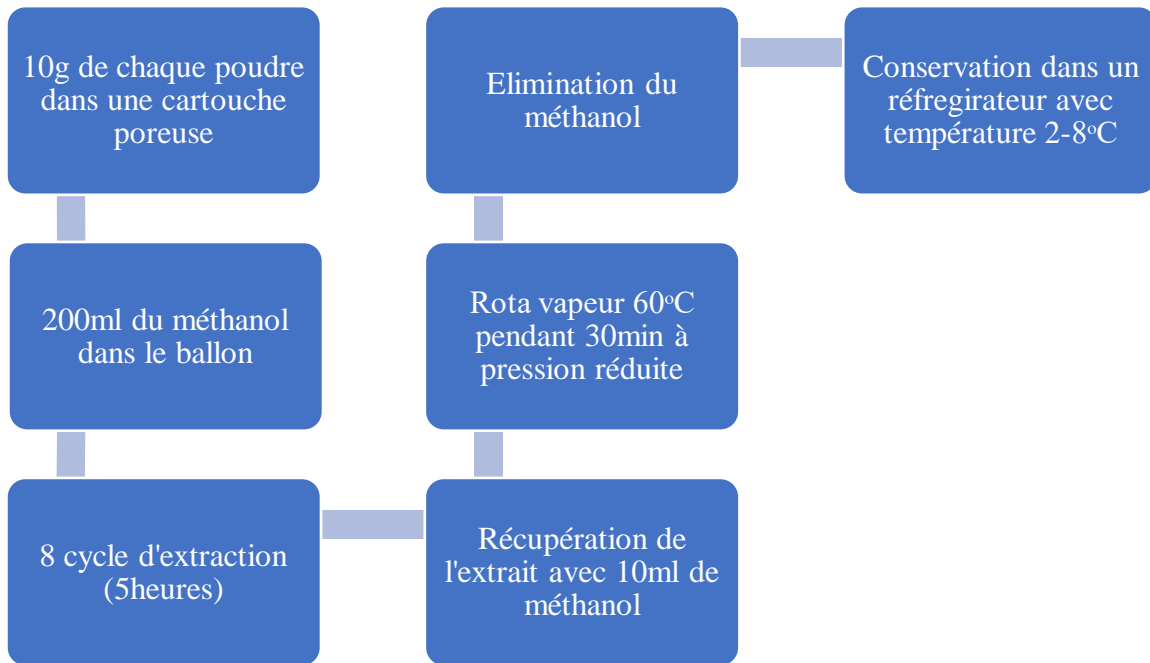 10g de chaque poudre
dans une cartouche
poreuse
200ml du méthanol
dans le ballon
8 cycle d'extraction
(5heures)
Récupération de
l'extrait avec 10ml de
méthanol
Rota vapeur 60°C
pendant 30min à
pression réduite
Elimination du
méthanol
Conservation dans un
réfregirateur avec
température 2-8°C